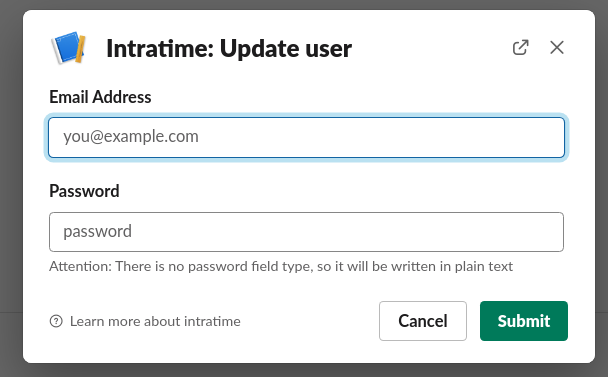 Intratime: Update user
Email Address
you@example.com
Password
password
Attention: There is no password field type, so it will be written in plain text
Learn more about intratime
Cancel
Submit